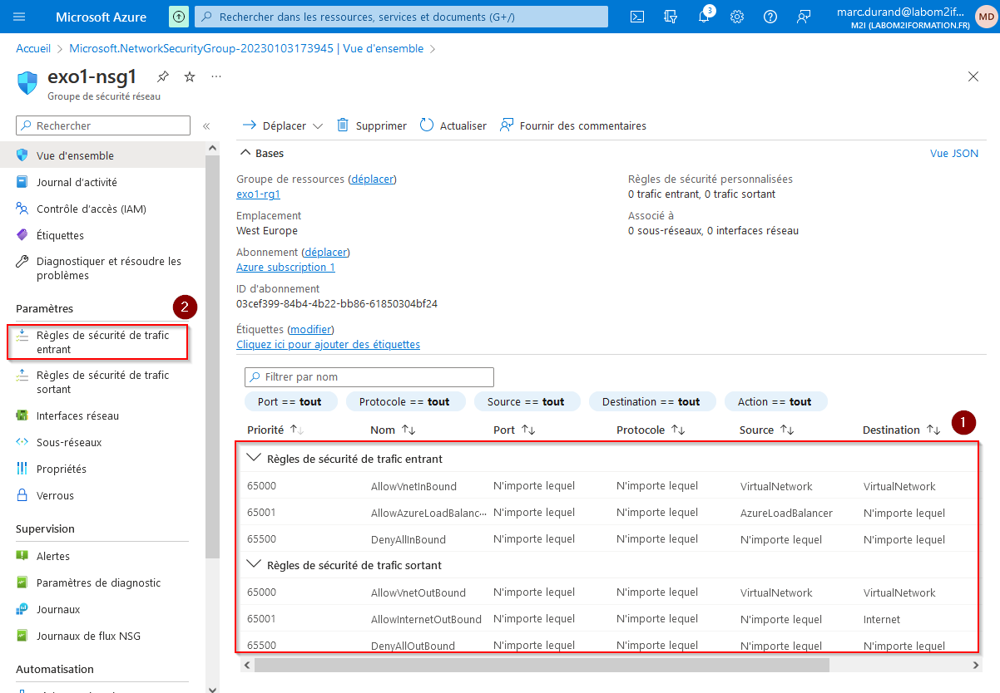 Microsoft Azure
Rechercher dans les ressources, services et documents (G+/)
3
marc.durand@labom2if...
M2I (LABOM2IFORMATION.FR)
MD
Accueil > Microsoft.NetworkSecurityGroup-20230103173945 | Vue d'ensemble >
exo1-nsg1
Groupe de sécurité réseau
Rechercher
«
Vue d'ensemble
Journal d'activité
Contrôle d'accès (IAM)
Étiquettes
Diagnostiquer et résoudre les
problèmes
Paramètres
2
Règles de sécurité de trafic
entrant
Règles de sécurité de trafic
sortant
Interfaces réseau
Sous-réseaux
Propriétés
Verrous
Supervision
Alertes
Paramètres de diagnostic
Journaux
Journaux de flux NSG
Automatisation
Déplacer
Supprimer
Actualiser
Fournir des commentaires
Bases
Vue JSON
Groupe de ressources (déplacer)
exo1-rg1
Emplacement
West Europe
Abonnement (déplacer)
Azure subscription 1
ID d'abonnement
03cef399-84b4-4b22-bb86-61850304bf24
Étiquettes (modifier)
Cliquez ici pour ajouter des étiquettes
Règles de sécurité personnalisées
0 trafic entrant, 0 trafic sortant
Associé à
0 sous-réseaux, 0 interfaces réseau
Filtrer par nom
Port == tout Protocole == tout Source == tout Destination == tout Action == tout
Priorité ↑↓ Nom ↑↓ Port ↑↓ Protocole ↑↓ Source ↑↓ Destination ↑↓
1
Règles de sécurité de trafic entrant
65000 AllowVnetInBound N'importe lequel N'importe lequel VirtualNetwork VirtualNetwork
65001 AllowAzureLoadBalanc... N'importe lequel N'importe lequel AzureLoadBalancer N'importe lequel
65500 DenyAllInBound N'importe lequel N'importe lequel N'importe lequel N'importe lequel
Règles de sécurité de trafic sortant
65000 AllowVnetOutBound N'importe lequel N'importe lequel VirtualNetwork VirtualNetwork
65001 AllowInternetOutBound N'importe lequel N'importe lequel N'importe lequel Internet
65500 DenyAllOutBound N'importe lequel N'importe lequel N'importe lequel N'importe lequel